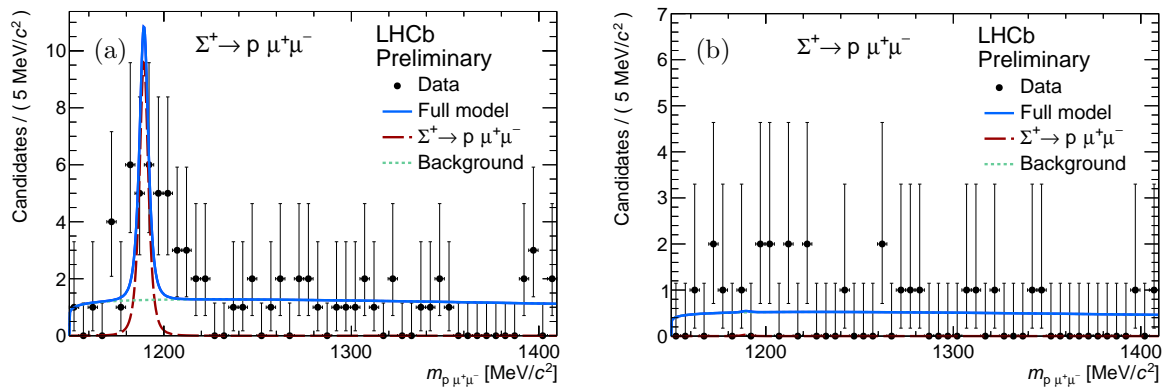 Candidates / ( 5 MeV/c²)
10
8
6
4
2
0
(a)
Σ⁺→ p μ⁺μ⁻
LHCb
Preliminary
Data
Full model
Σ⁺→ p μ⁺μ⁻
Background
1200
1300
1400
m_{p μ⁺μ⁻} [MeV/c²]
Candidates / ( 5 MeV/c²)
7
6
5
4
3
2
1
0
(b)
Σ⁺→ p μ⁺μ⁻
LHCb
Preliminary
Data
Full model
Σ⁺→ p μ⁺μ⁻
Background
1200
1300
1400
m_{p μ⁺μ⁻} [MeV/c²]